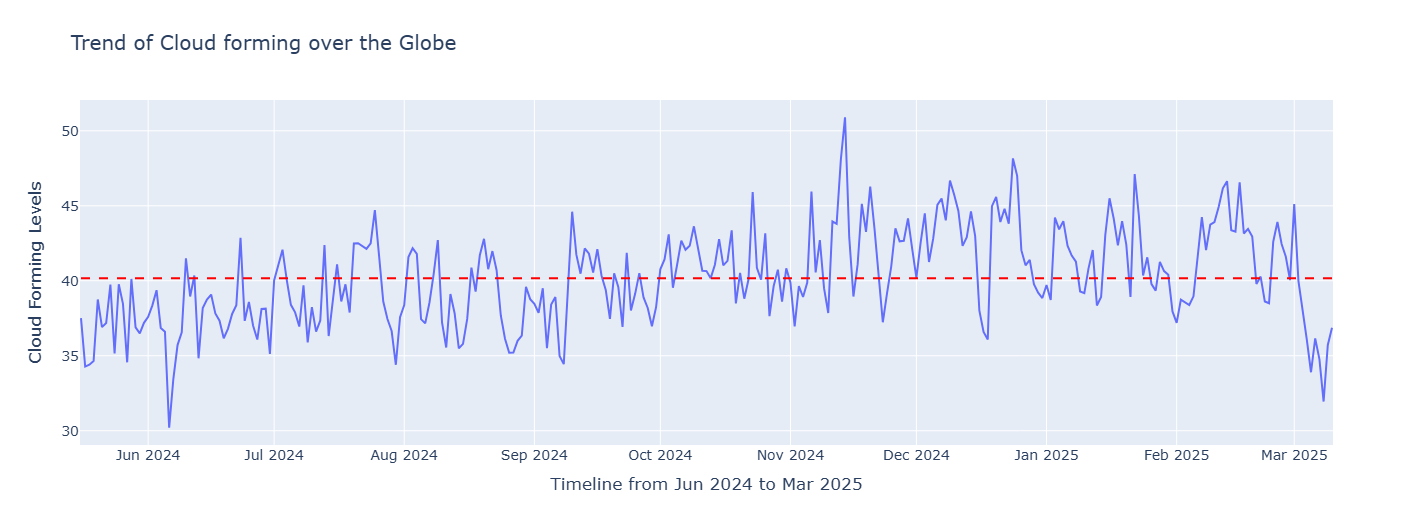 Trend of Cloud forming over the Globe
Cloud Forming Levels
50
45
40
35
30
Jun 2024
Jul 2024
Aug 2024
Sep 2024
Oct 2024
Nov 2024
Dec 2024
Jan 2025
Feb 2025
Mar 2025
Timeline from Jun 2024 to Mar 2025